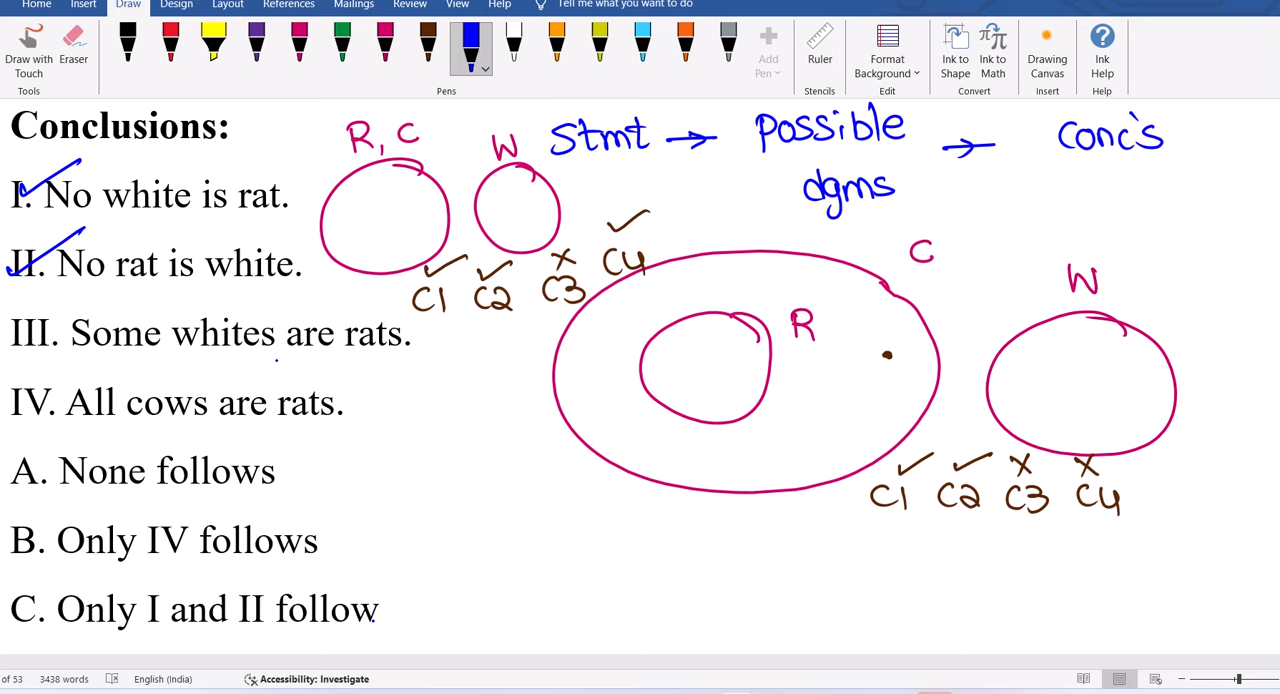 Home Insert Draw Design Layout References Mailings Review View Help Tell me what you want to do
Draw with Touch
Eraser
Add Pen
Ruler
Format Background
Ink to Shape
Ink to Math
Drawing Canvas
Ink Help
Tools Pens Stencils Edit Convert Insert Help
Conclusions:
R, C
W
Stmt → Possible dgms → Conc's
I. No white is rat.
II. No rat is white.
C1 C2 C3 C4
III. Some whites are rats.
IV. All cows are rats.
C
R
W
C1 C2 C3 C4
A. None follows
B. Only IV follows
C. Only I and II follow
of 53 3438 words English (India) Accessibility: Investigate